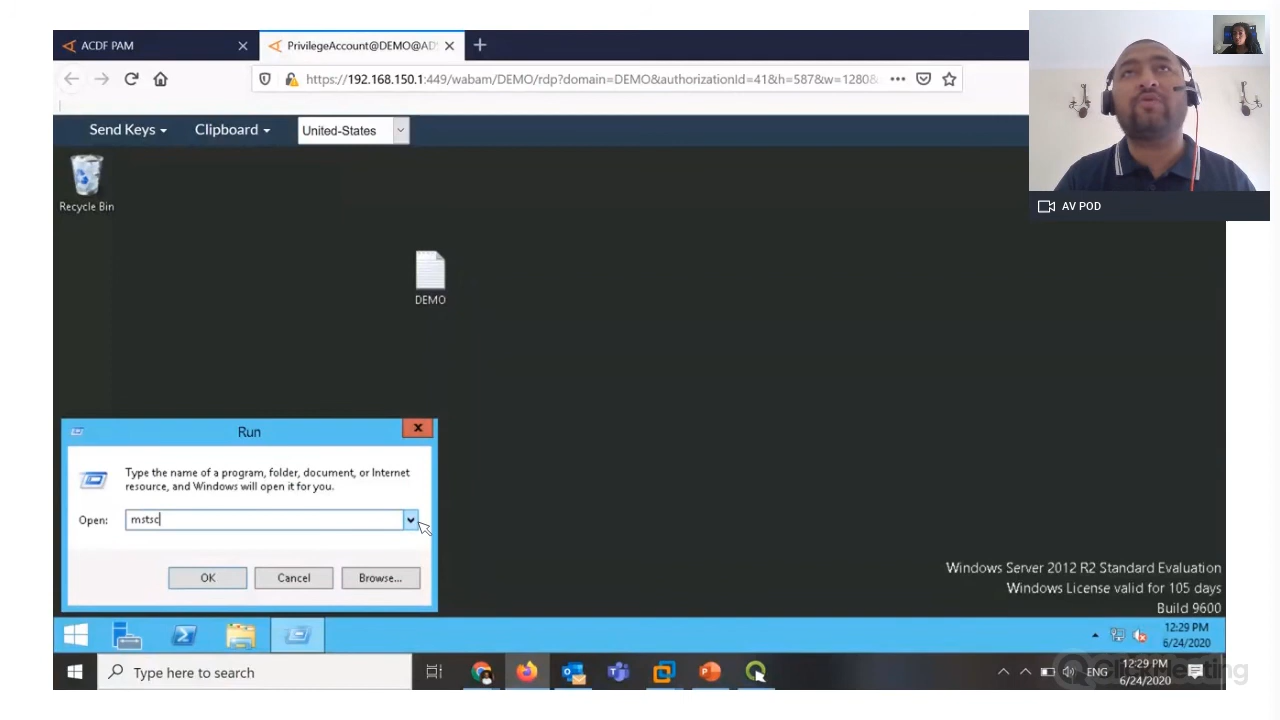 ACDF PAM
PrivilegeAccount@DEMO@AD
https://192.168.150.1:449/wabam/DEMO/rdp?domain=DEMO&authorizationId=41&h=587&w=1280&
Send Keys
Clipboard
United-States
AV POD
Recycle Bin
DEMO
Run
Type the name of a program, folder, document, or Internet
resource, and Windows will open it for you.
Open:
mstsc
OK
Cancel
Browse...
Windows Server 2012 R2 Standard Evaluation
Windows License valid for 105 days
Build 9600
12:29 PM
6/24/2020
Type here to search
ENG
12:29 PM
6/24/2020
ClickMeeting